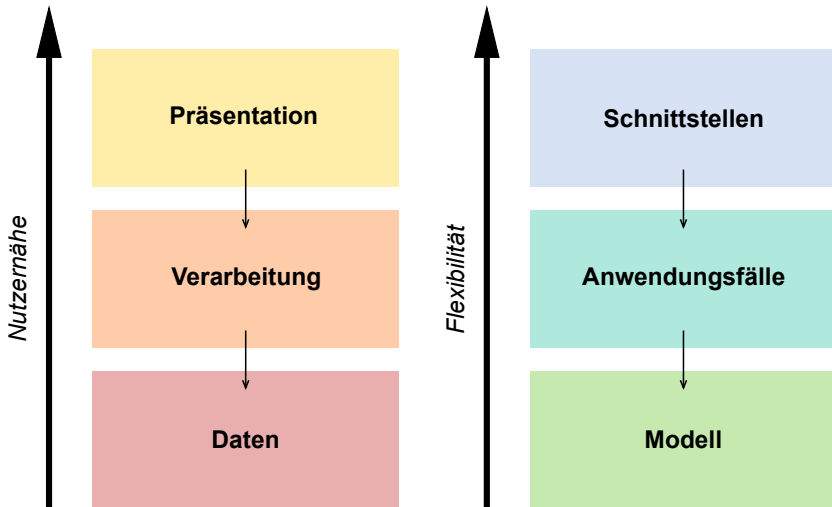 Nutzernähe
Präsentation
Verarbeitung
Daten
Flexibilität
Schnittstellen
Anwendungsfälle
Modell